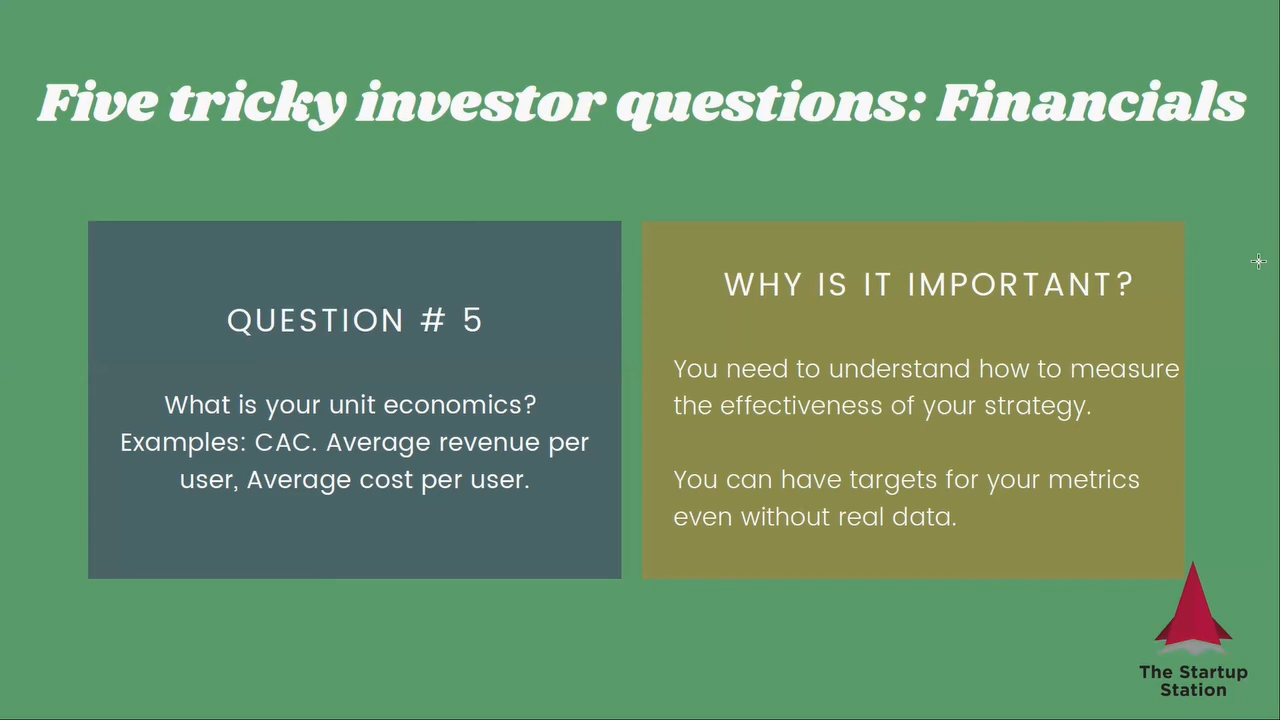 Five tricky investor questions: Financials
QUESTION # 5
What is your unit economics?
Examples: CAC. Average revenue per
user, Average cost per user.
WHY IS IT IMPORTANT?
You need to understand how to measure
the effectiveness of your strategy.
You can have targets for your metrics
even without real data.
The Startup
Station